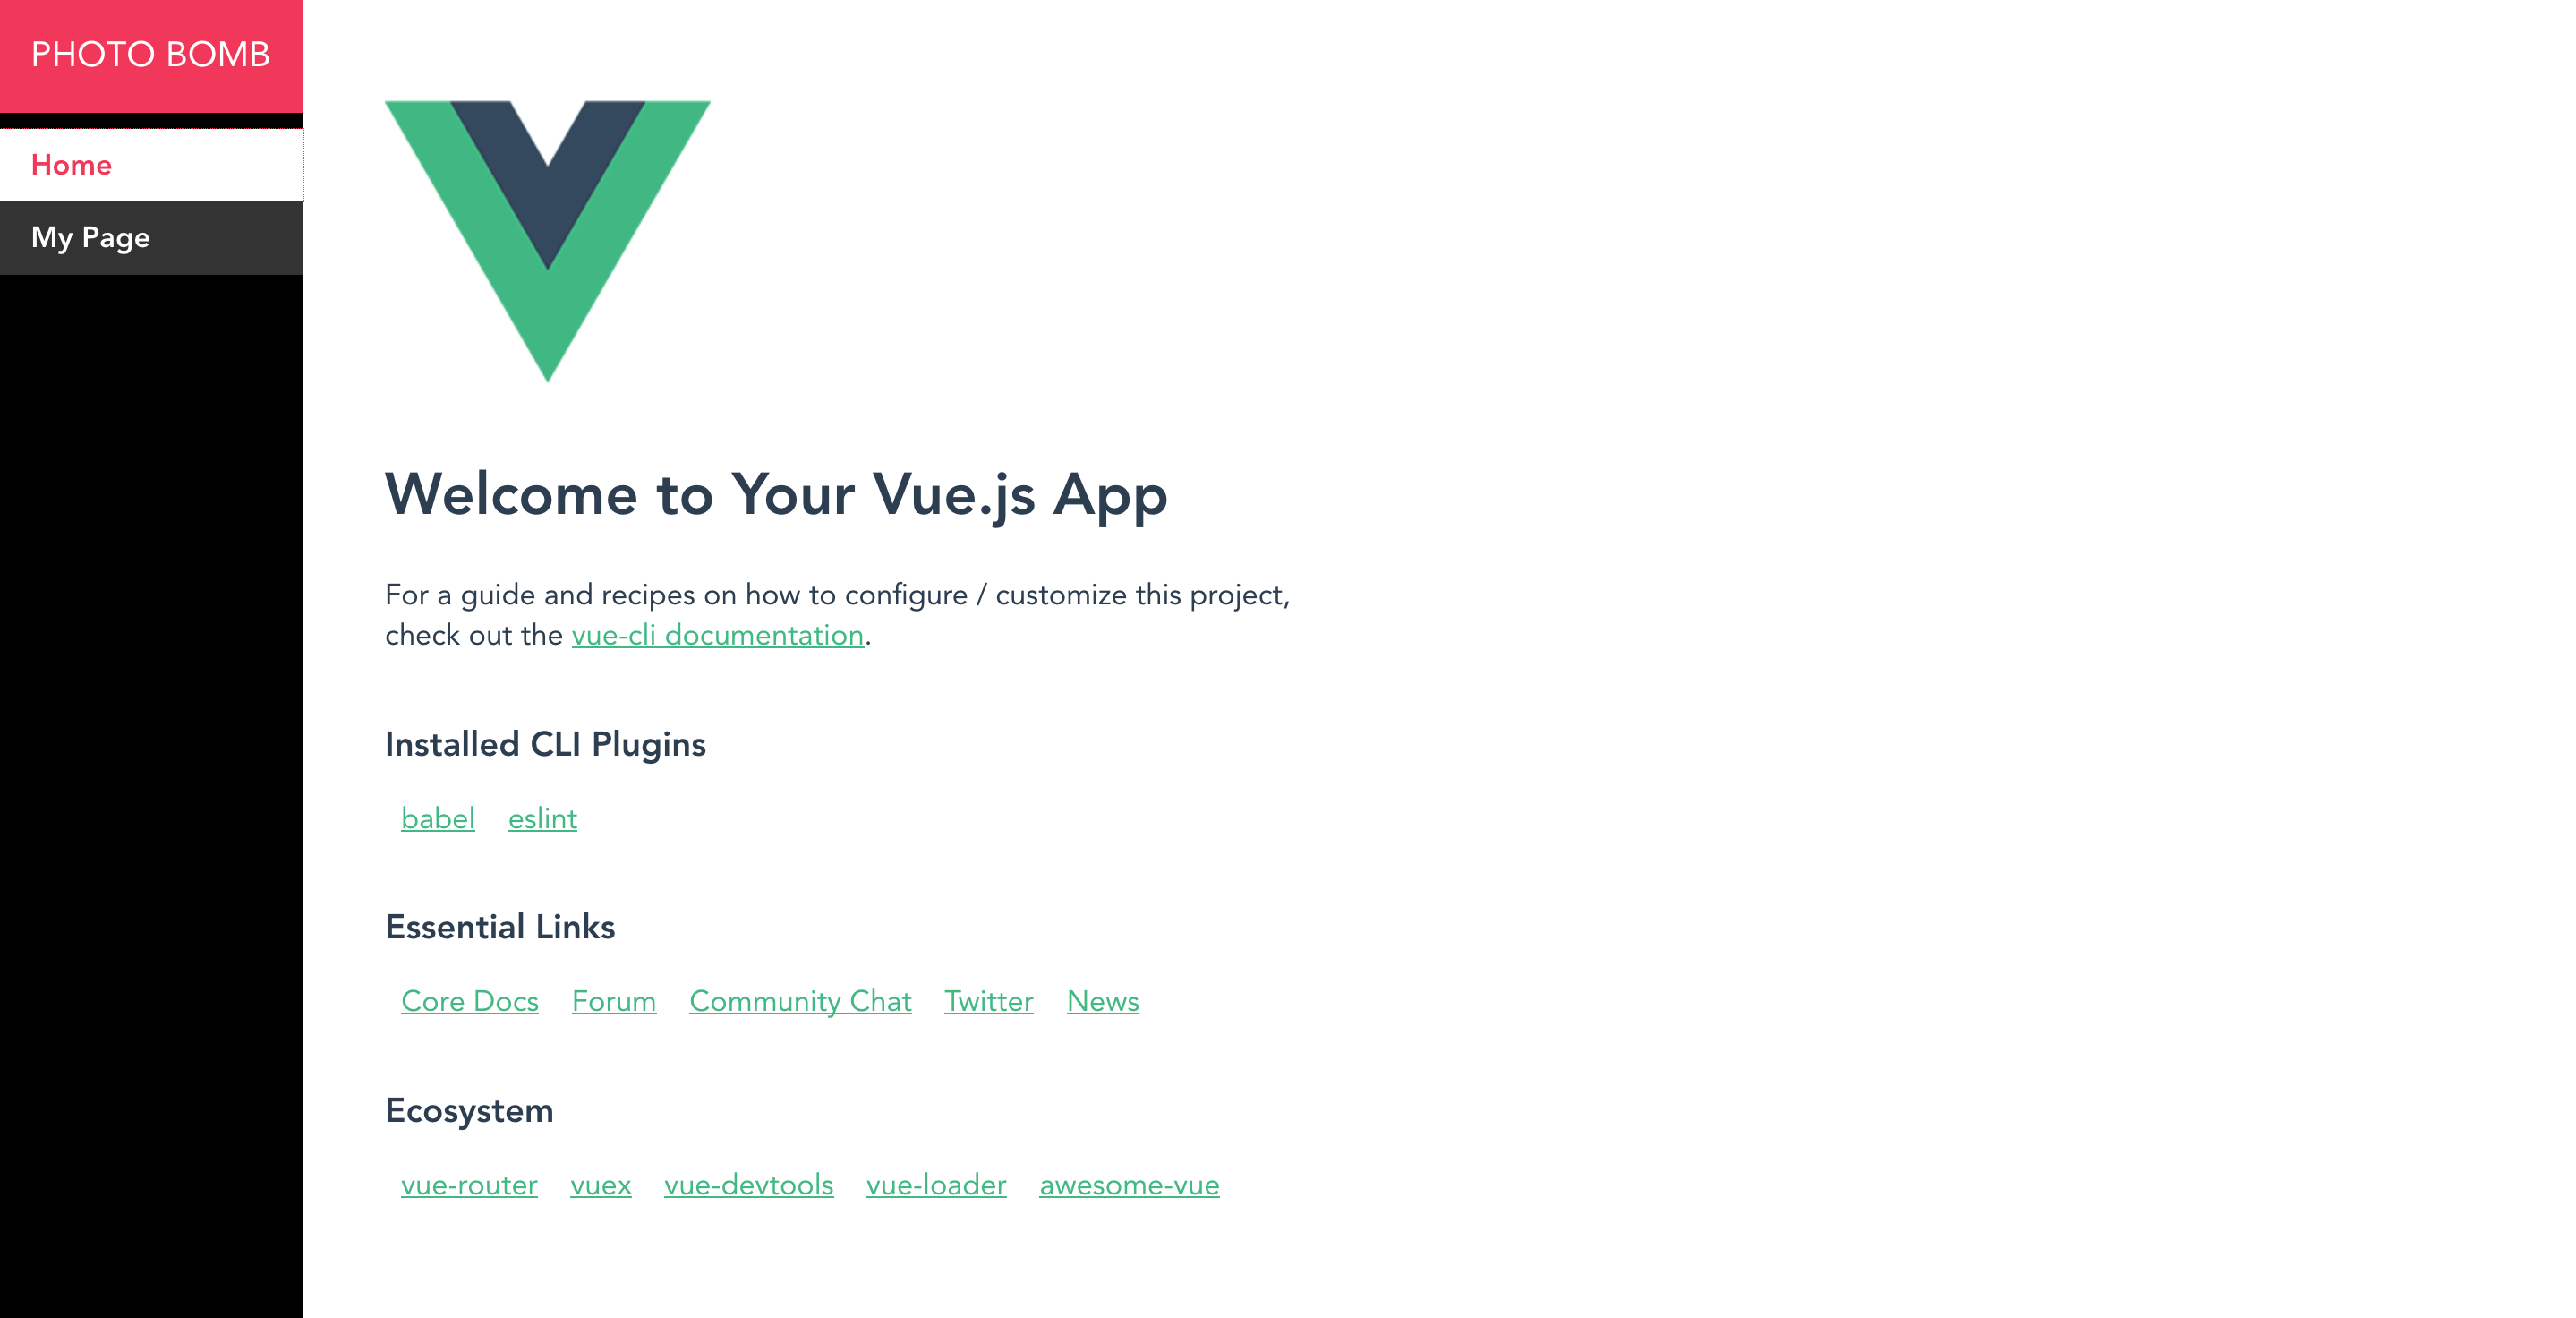 PHOTO BOMB
Home
My Page
Welcome to Your Vue.js App
For a guide and recipes on how to configure / customize this project,
check out the vue-cli documentation.
Installed CLI Plugins
babel eslint
Essential Links
Core Docs Forum Community Chat Twitter News
Ecosystem
vue-router vuex vue-devtools vue-loader awesome-vue